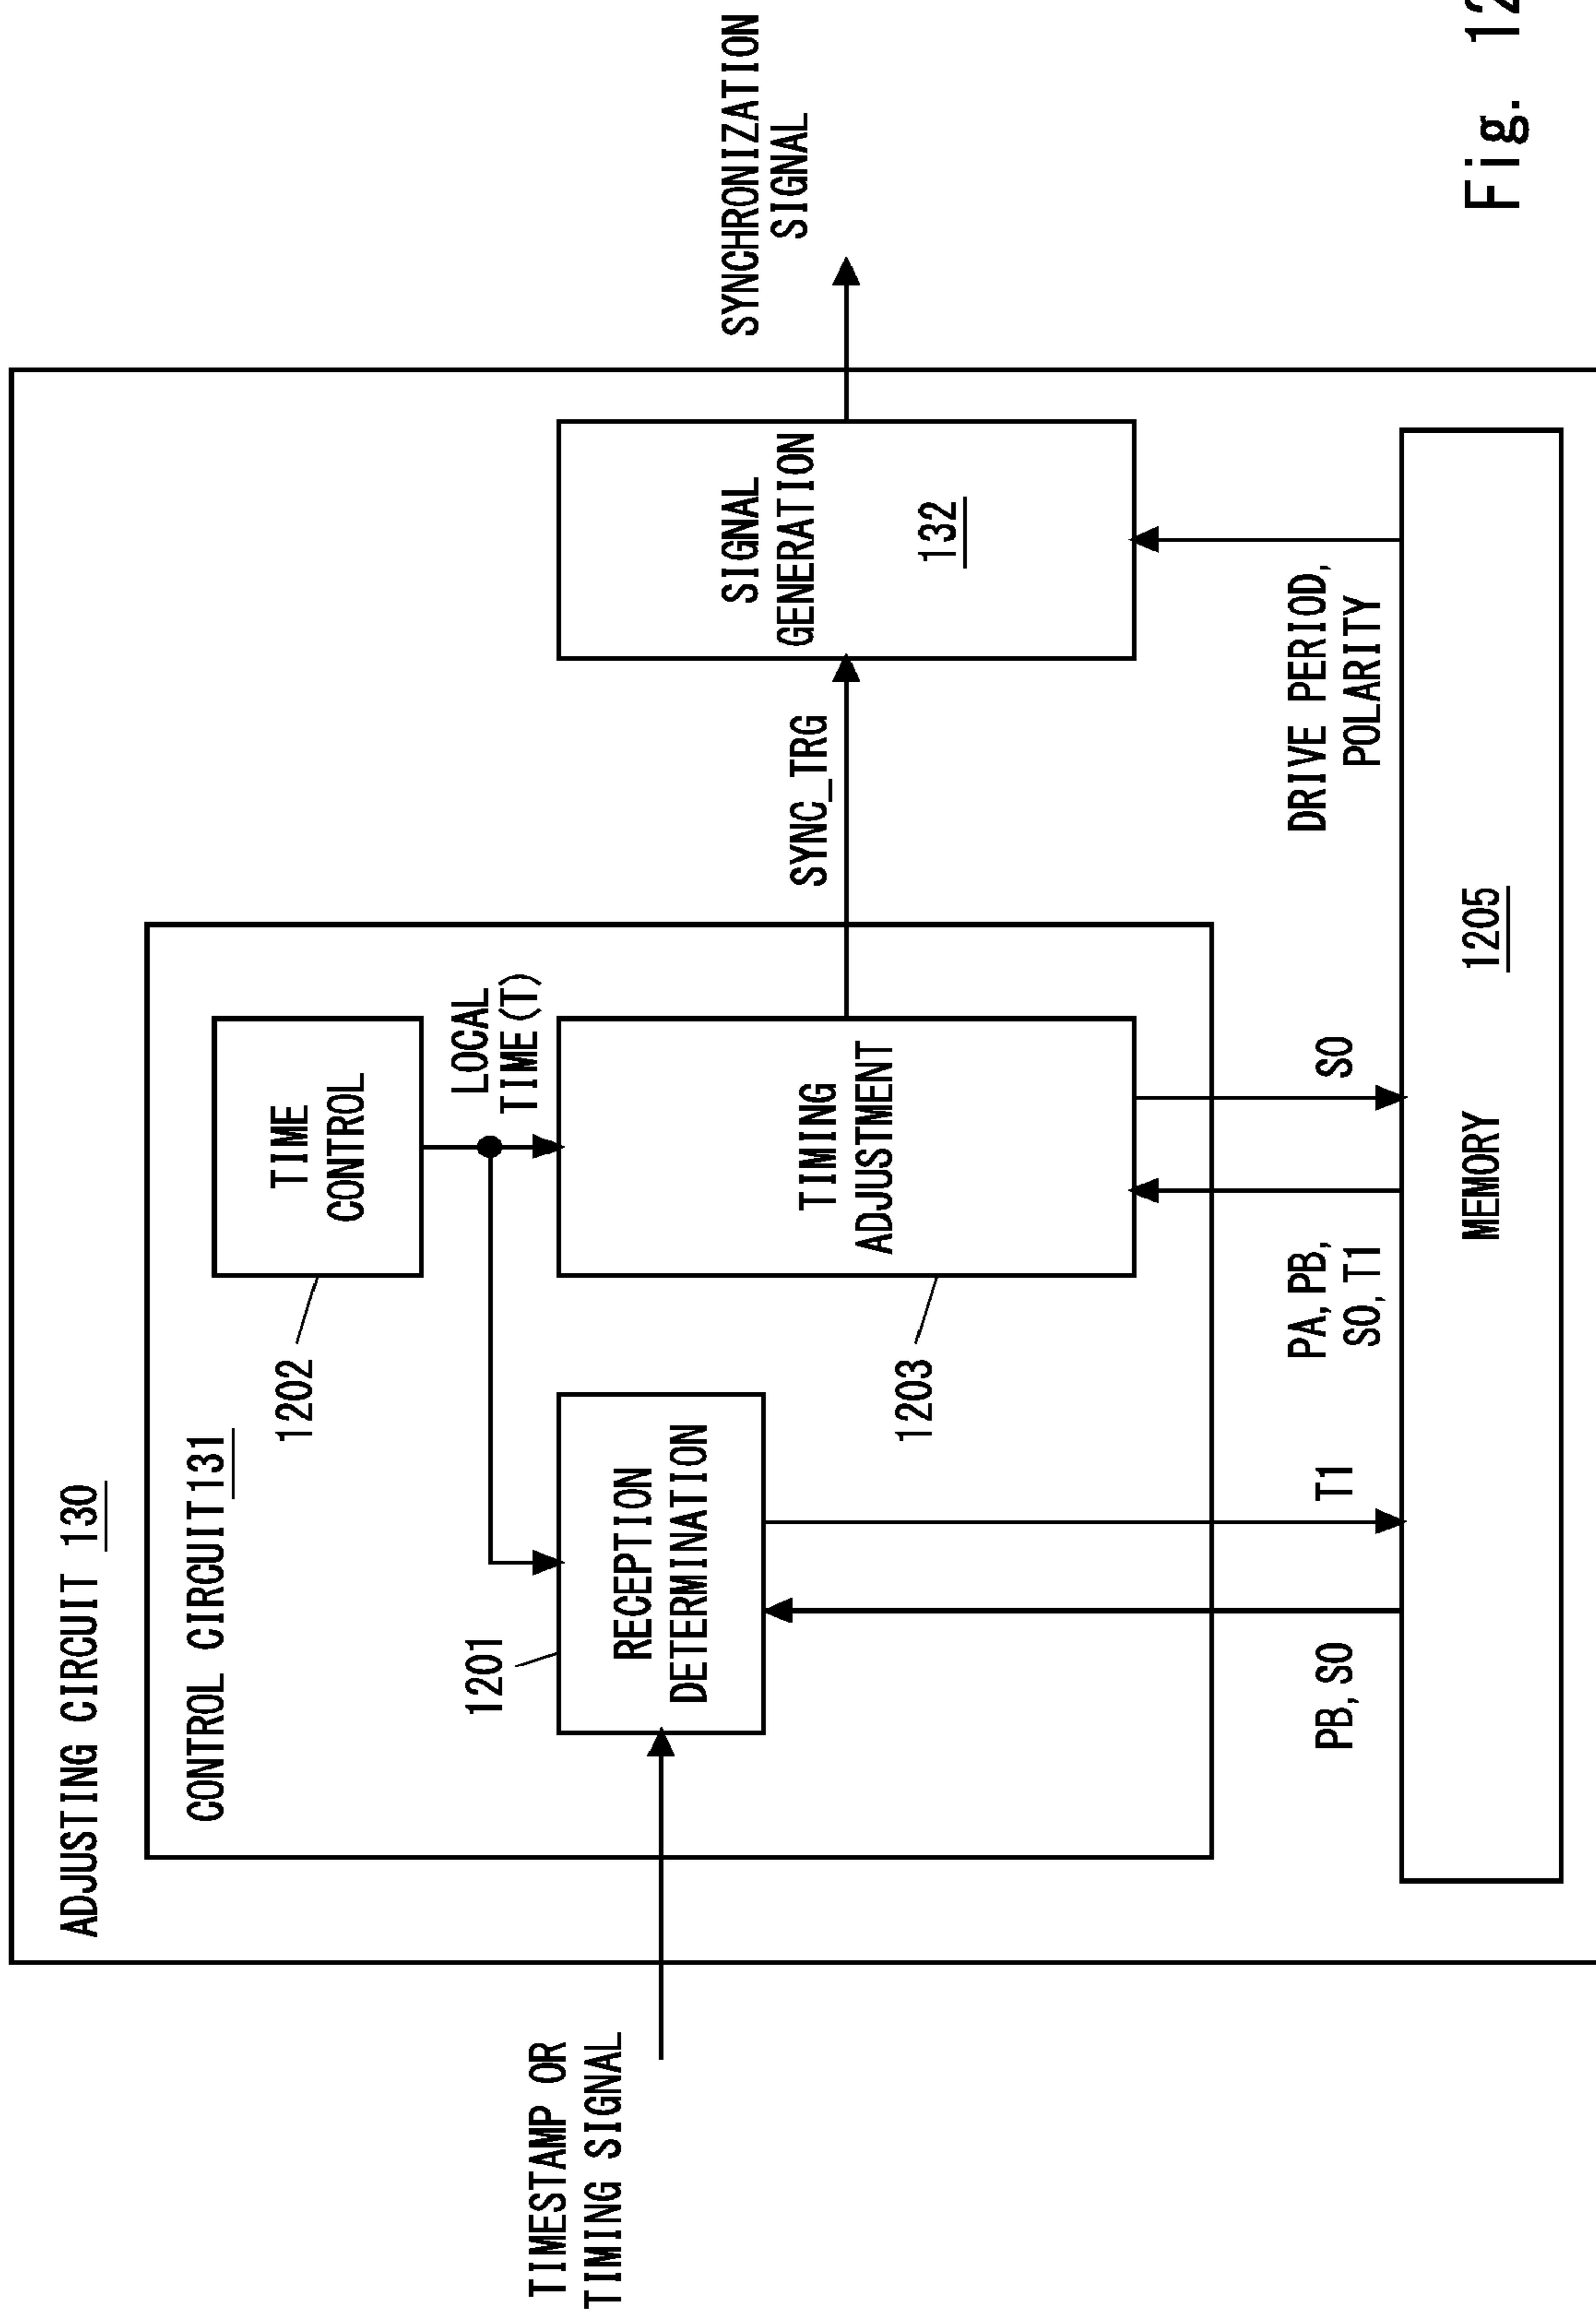 ADJUSTING CIRCUIT 130
CONTROL CIRCUIT131
1202
TIME
CONTROL
LOCAL
TIME(T)
TIMESTAMP OR
TIMING SIGNAL
1201
RECEPTION
DETERMINATION
1203
TIMING
ADJUSTMENT
SYNC_TRG
SIGNAL
GENERATION
132
SYNCHRONIZATION
SIGNAL
PB, SO
T1
PA, PB,
SO, T1
SO
DRIVE PERIOD,
POLARITY
MEMORY 1205
Fig. 12